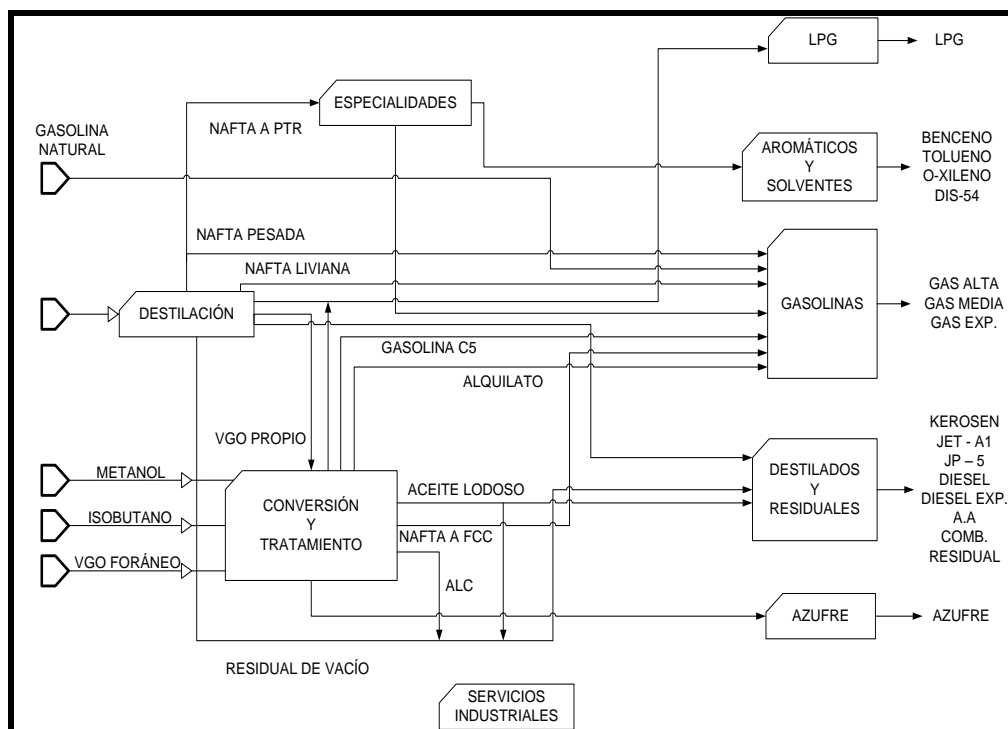 LPG
LPG
ESPECIALIDADES
NAFTA A PTR
GASOLINA
NATURAL
AROMÁTICOS
Y
SOLVENTES
BENCENO
TOLUENO
O-XILENO
DIS-54
NAFTA PESADA
NAFTA LIVIANA
DESTILACIÓN
GASOLINAS
GAS ALTA
GAS MEDIA
GAS EXP.
GASOLINA C5
ALQUILATO
VGO PROPIO
METANOL
ISOBUTANO
VGO FORÁNEO
CONVERSIÓN
Y
TRATAMIENTO
ACEITE LODOSO
NAFTA A FCC
ALC
DESTILADOS
Y
RESIDUALES
KEROSEN
JET - A1
JP – 5
DIESEL
DIESEL EXP.
A.A
COMB.
RESIDUAL
AZUFRE
AZUFRE
RESIDUAL DE VACÍO
SERVICIOS
INDUSTRIALES